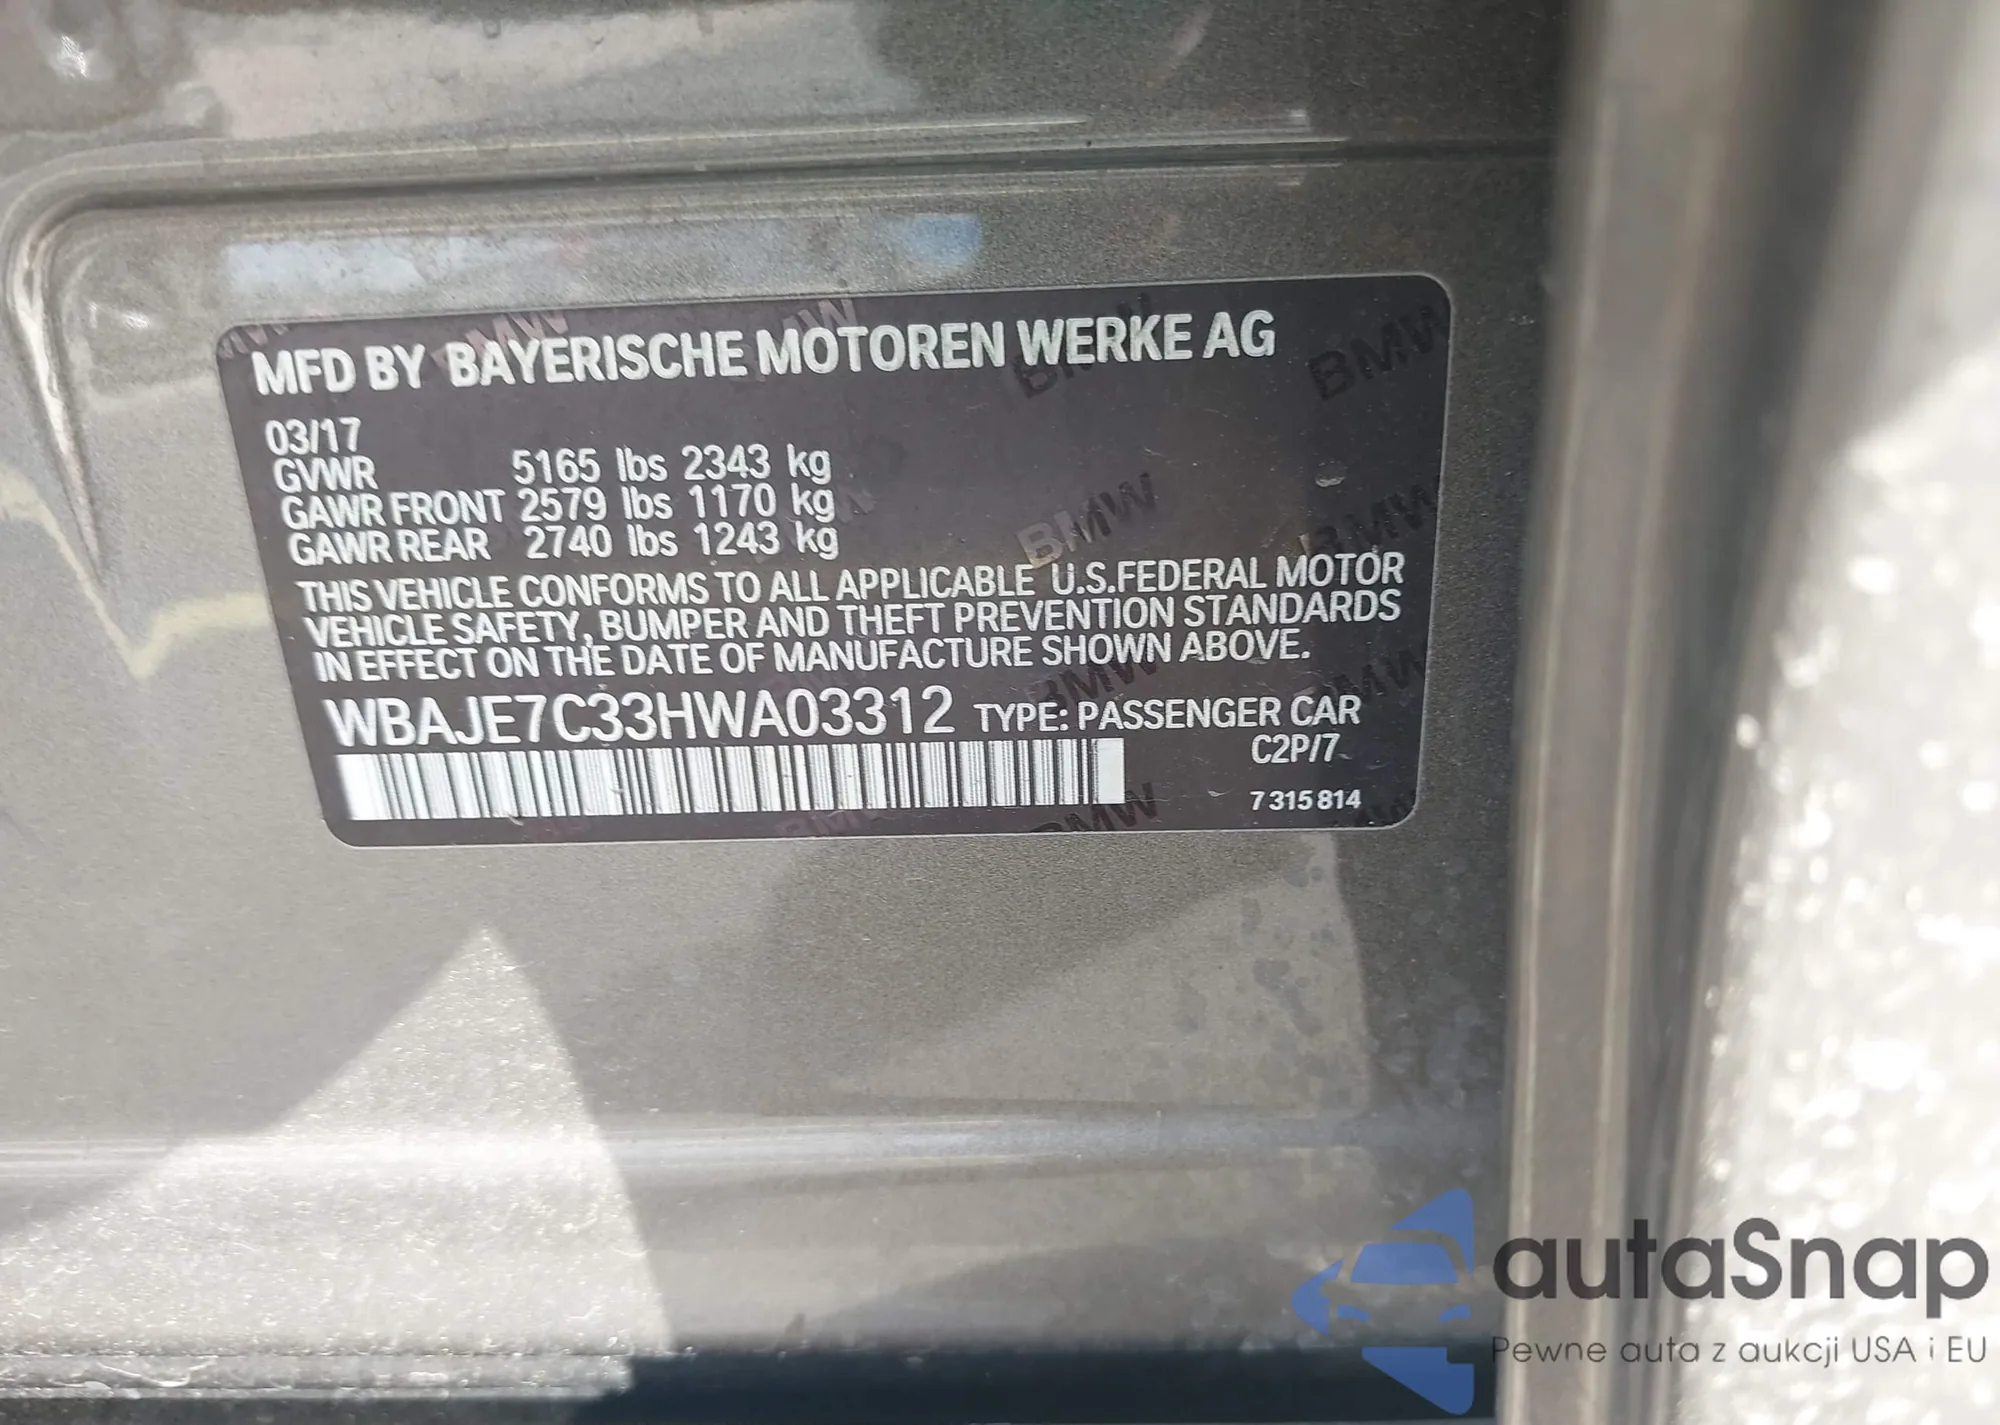 MFD BY BAYERISCHE MOTOREN WERKE AG
03/17
GVWR 5165 lbs 2343 kg
GAWR FRONT 2579 lbs 1170 kg
GAWR REAR 2740 lbs 1243 kg
THIS VEHICLE CONFORMS TO ALL APPLICABLE U.S.FEDERAL MOTOR
VEHICLE SAFETY, BUMPER AND THEFT PREVENTION STANDARDS
IN EFFECT ON THE DATE OF MANUFACTURE SHOWN ABOVE.
WBAJE7C33HWA03312 TYPE: PASSENGER CAR
C2P/7
7 315 814
autaSnap
Pewne auta z aukcji USA i EU